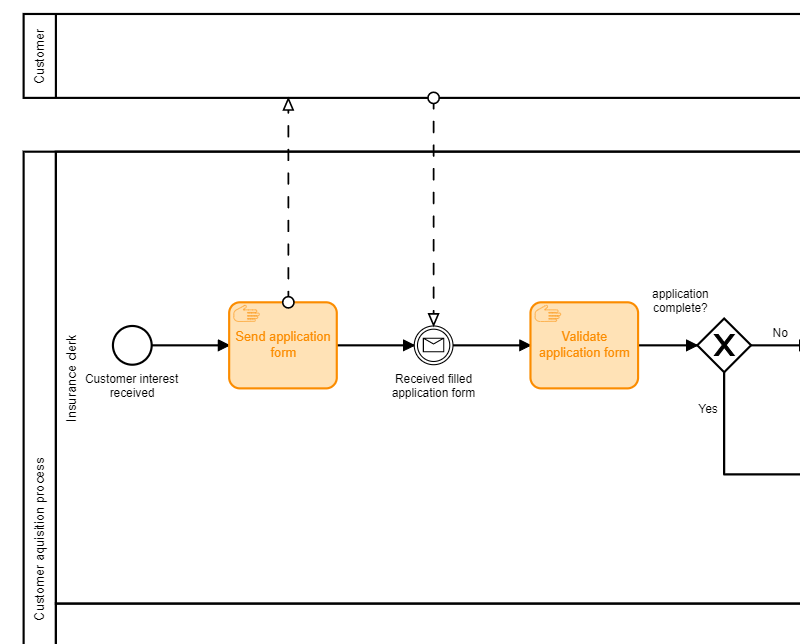 Customer
Customer aquisition process
Insurance clerk
Customer interest
received
Send application
form
Received filled
application form
Validate
application form
application
complete?
No
Yes